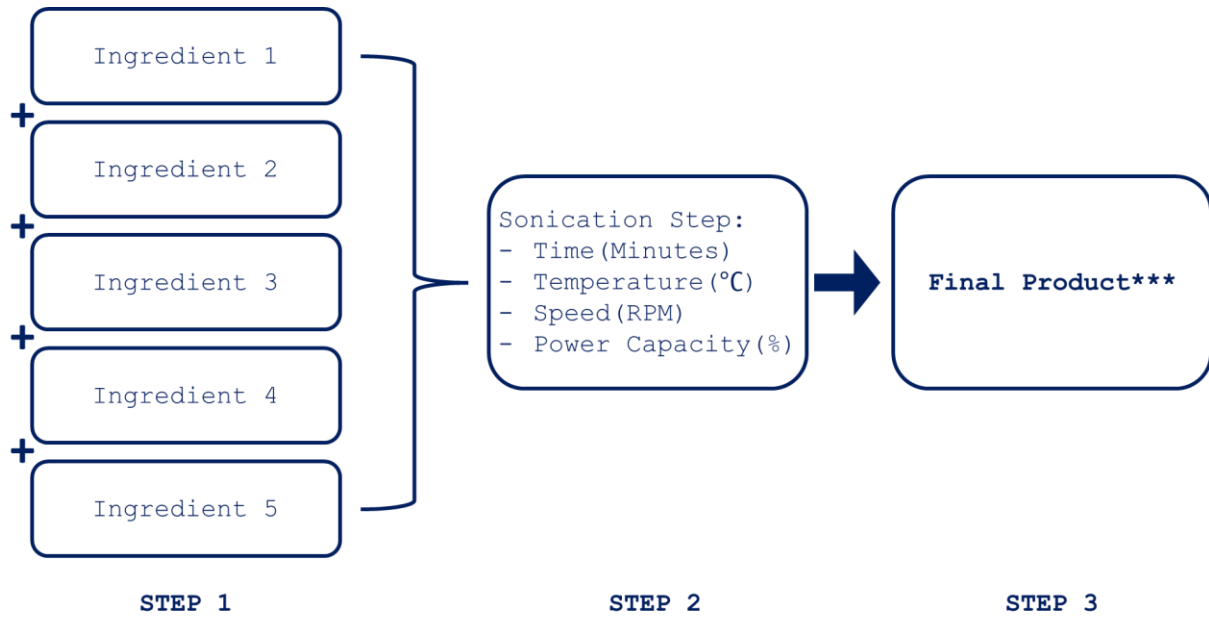 Ingredient 1
+
Ingredient 2
+
Ingredient 3
+
Ingredient 4
+
Ingredient 5
Sonication Step:
- Time(Minutes)
- Temperature(℃)
- Speed(RPM)
- Power Capacity(%)
Final Product***
STEP 1
STEP 2
STEP 3